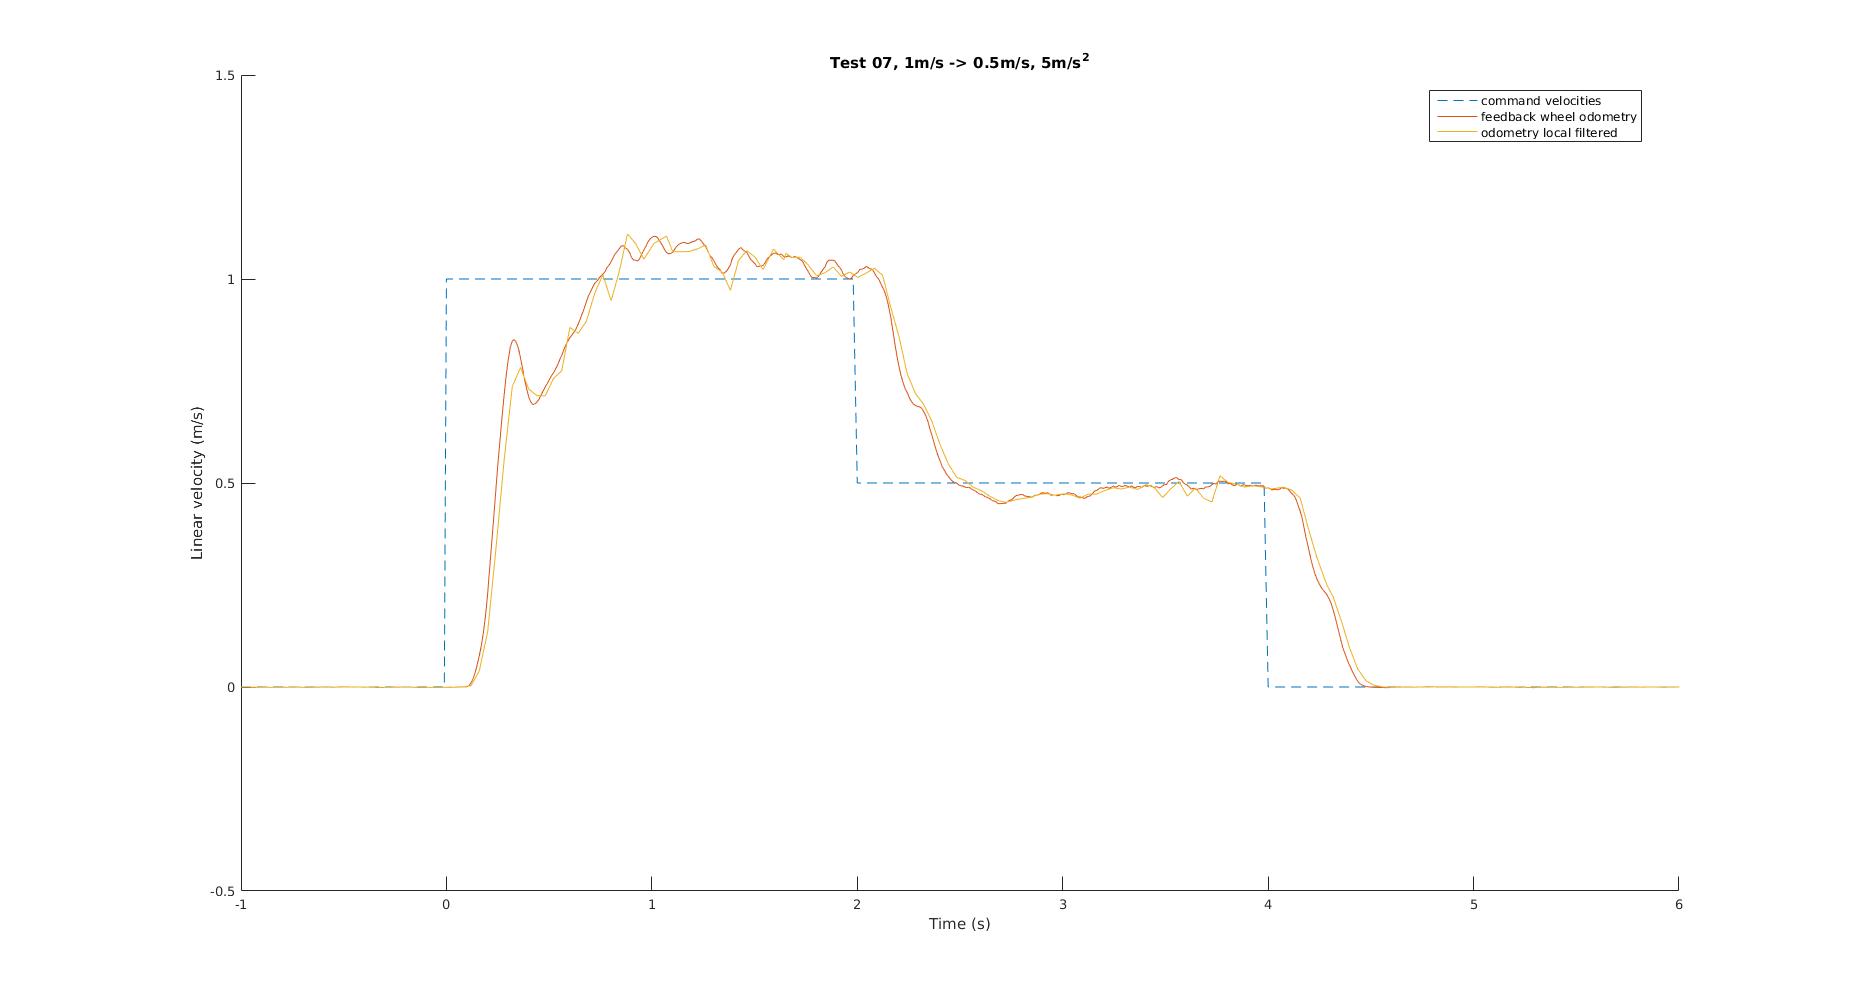 Test 07, 1m/s -> 0.5m/s, 5m/s²
1.5
command velocities
feedback wheel odometry
odometry local filtered
1
Linear velocity (m/s)
0.5
0
-0.5
-1 0 1 2 3 4 5 6
Time (s)